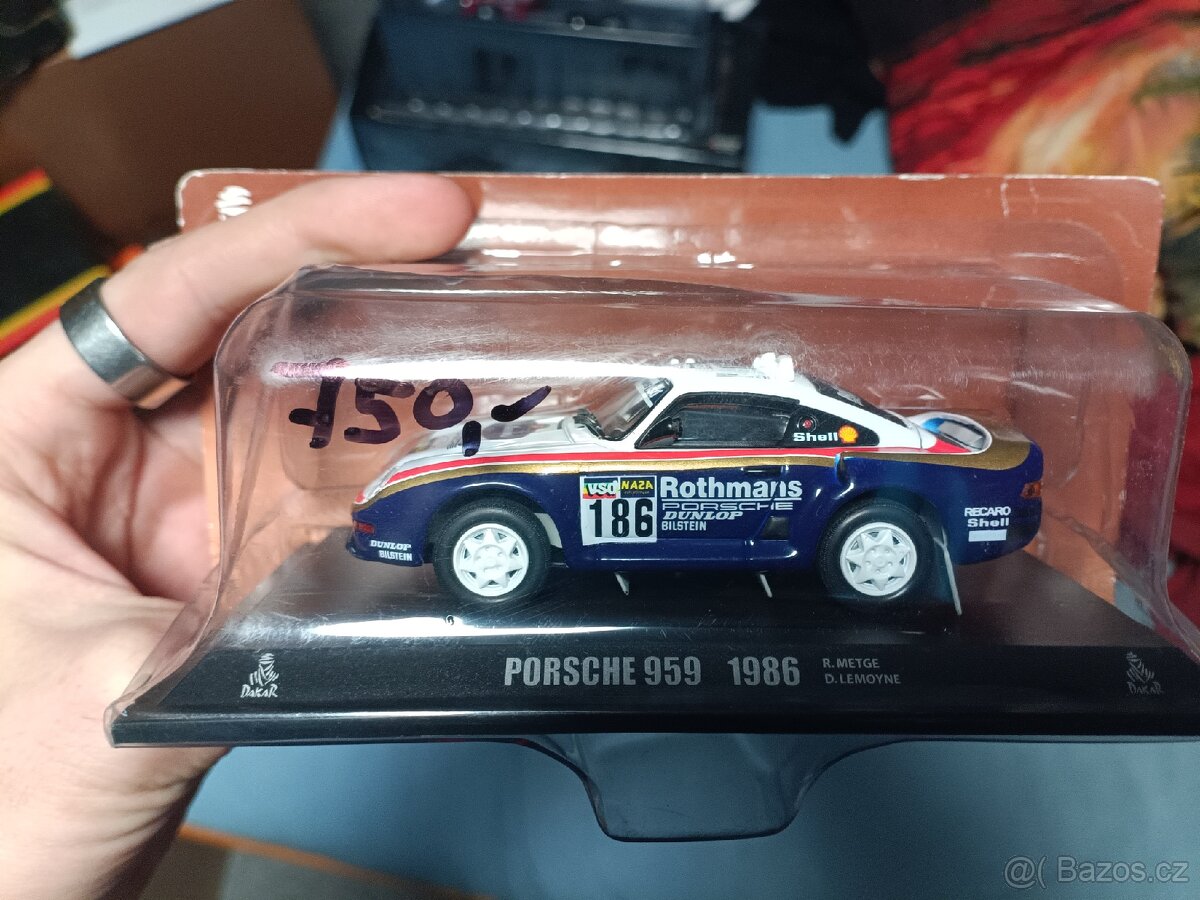 150,-
Shell
vsd NAZA
186
Rothmans
PORSCHE
DUNLOP
BILSTEIN
DUNLOP
BILSTEIN
RECARO
Shell
PORSCHE 959 1986
R. METGE
D. LEMOYNE
DAKAR
DAKAR
@( Bazos.cz